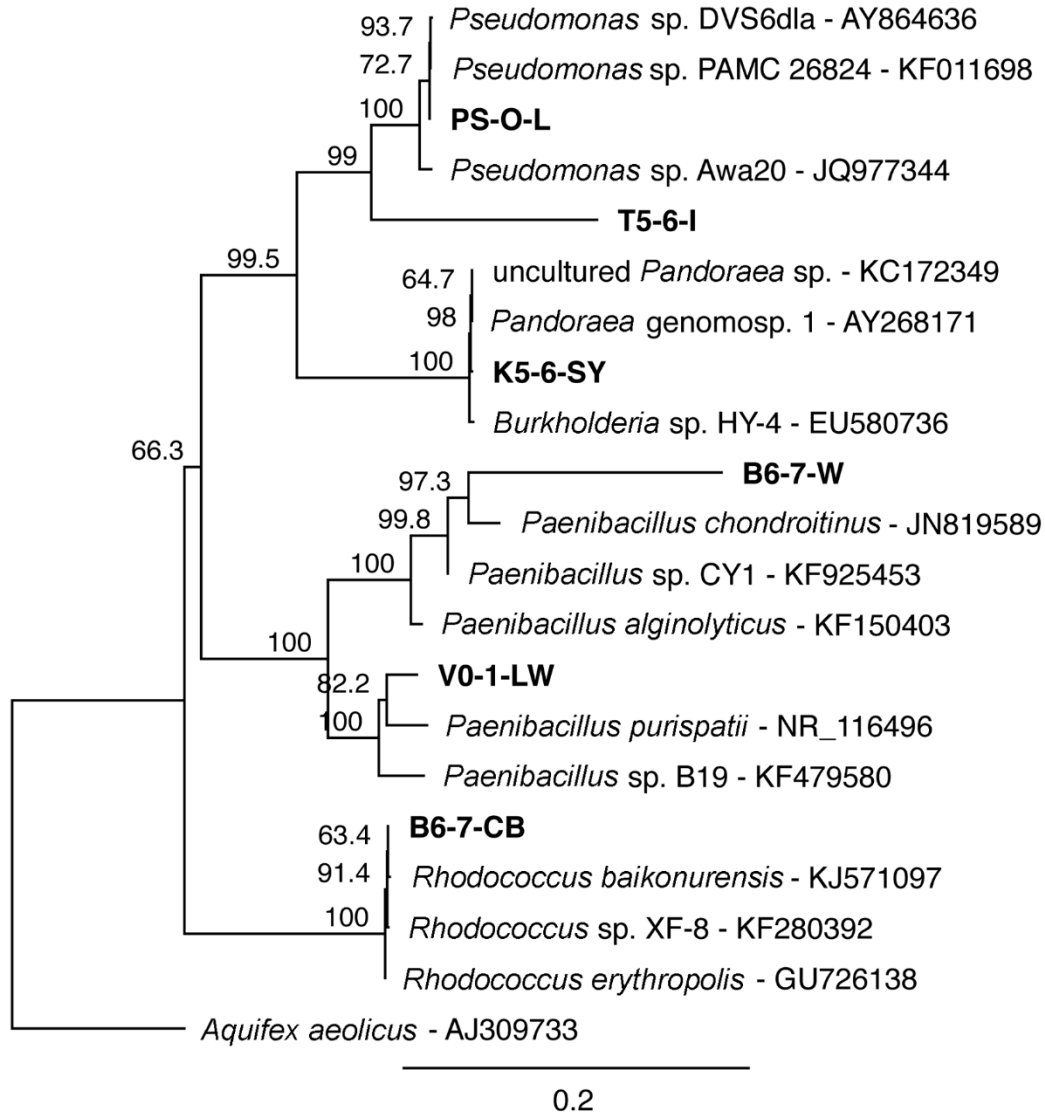 93.7
Pseudomonas sp. DVS6dla - AY864636
72.7
Pseudomonas sp. PAMC 26824 - KF011698
100
PS-O-L
99
Pseudomonas sp. Awa20 - JQ977344
T5-6-I
99.5
64.7
uncultured Pandoraea sp. - KC172349
98
Pandoraea genomosp. 1 - AY268171
100
K5-6-SY
Burkholderia sp. HY-4 - EU580736
66.3
97.3
B6-7-W
99.8
Paenibacillus chondroitinus - JN819589
100
Paenibacillus sp. CY1 - KF925453
Paenibacillus alginolyticus - KF150403
100
82.2
V0-1-LW
100
Paenibacillus purispatii - NR_116496
Paenibacillus sp. B19 - KF479580
63.4
B6-7-CB
91.4
Rhodococcus baikonurensis - KJ571097
100
Rhodococcus sp. XF-8 - KF280392
Rhodococcus erythropolis - GU726138
Aquifex aeolicus - AJ309733
0.2